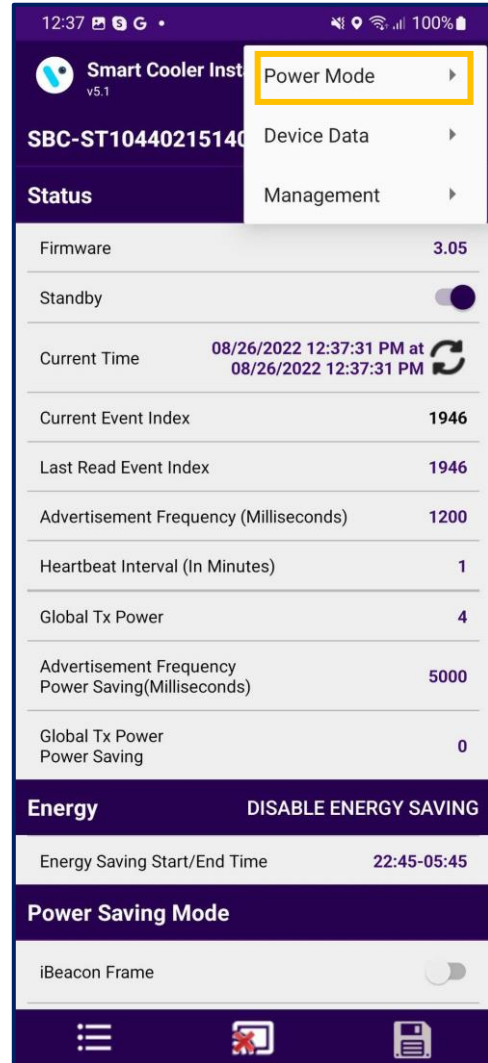 12:37 G • 100%
Smart Cooler Inst
v5.1
Power Mode
SBC-ST10440215140
Device Data
Status
Management
Firmware 3.05
Standby
Current Time 08/26/2022 12:37:31 PM at
08/26/2022 12:37:31 PM
Current Event Index 1946
Last Read Event Index 1946
Advertisement Frequency (Milliseconds) 1200
Heartbeat Interval (In Minutes) 1
Global Tx Power 4
Advertisement Frequency
Power Saving(Milliseconds) 5000
Global Tx Power
Power Saving 0
Energy DISABLE ENERGY SAVING
Energy Saving Start/End Time 22:45-05:45
Power Saving Mode
iBeacon Frame